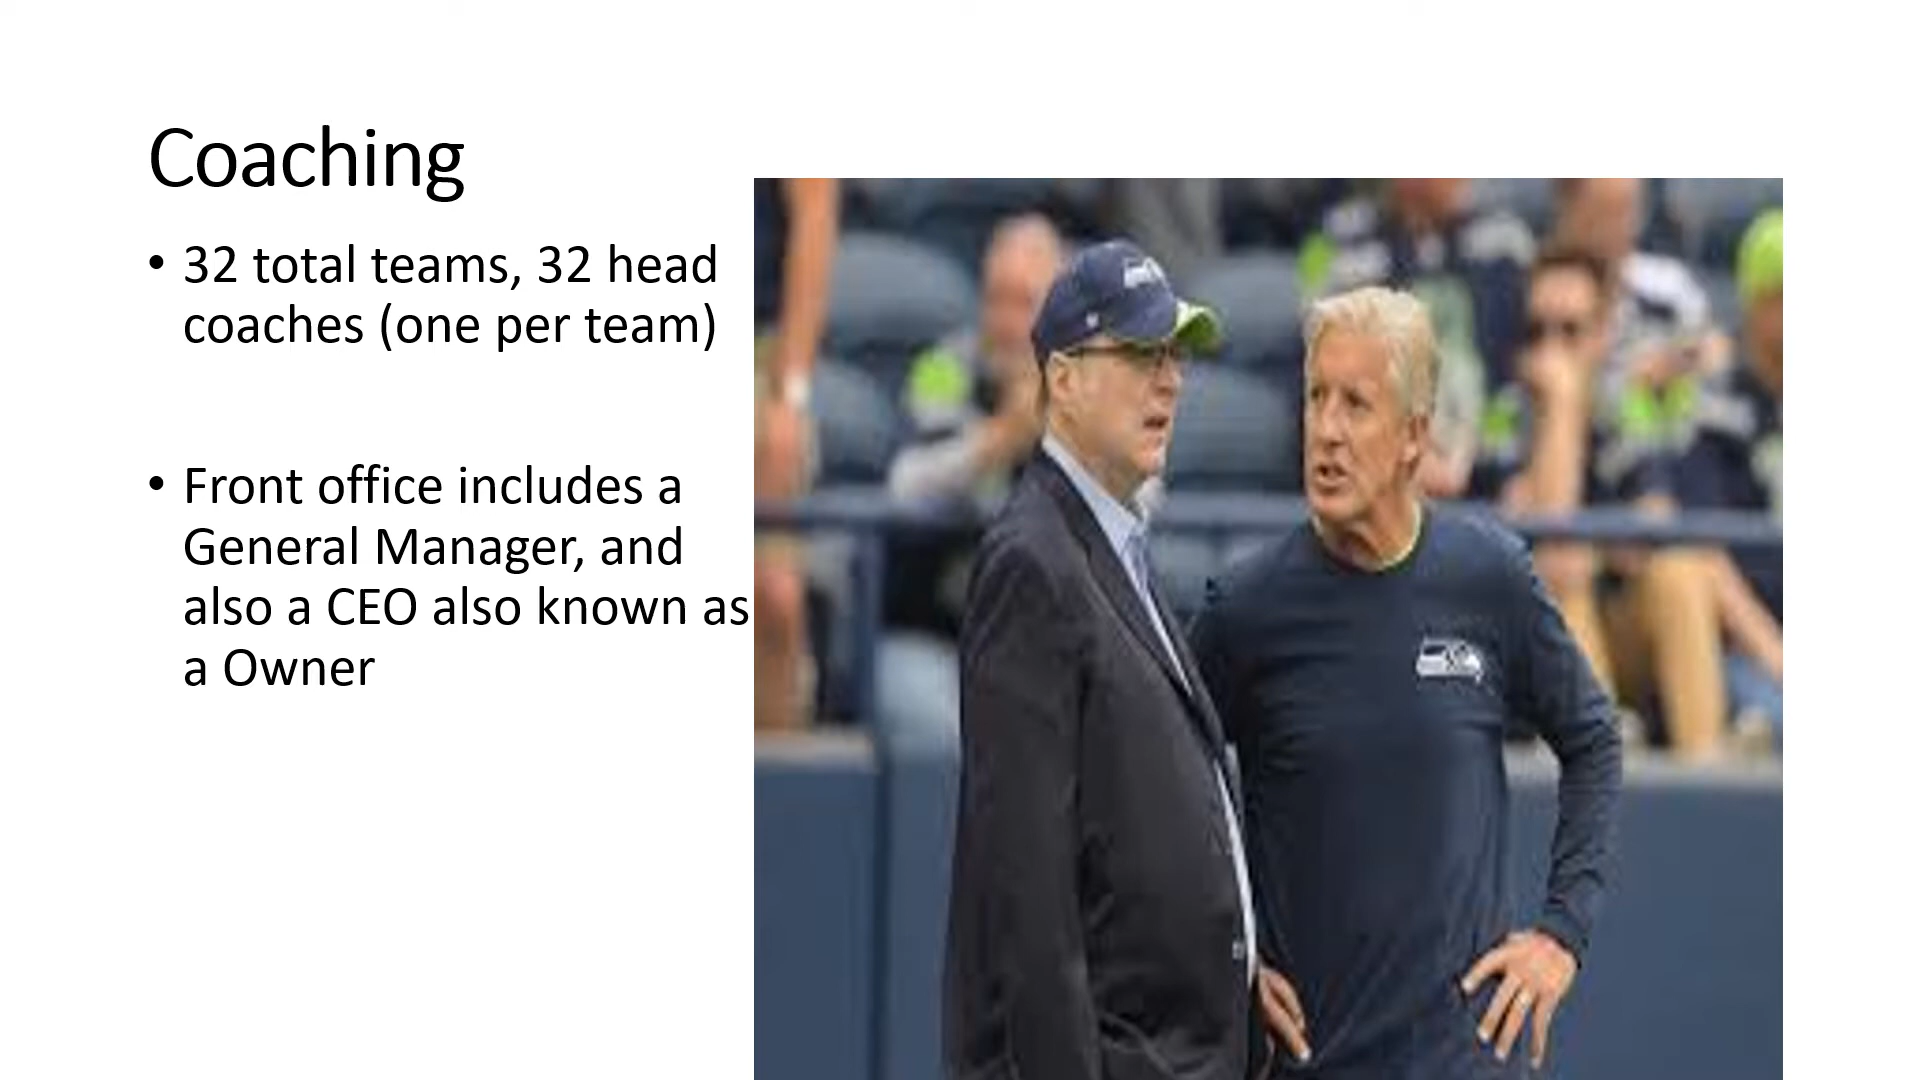 Coaching
• 32 total teams, 32 head
coaches (one per team)
• Front office includes a
General Manager, and
also a CEO also known as
a Owner